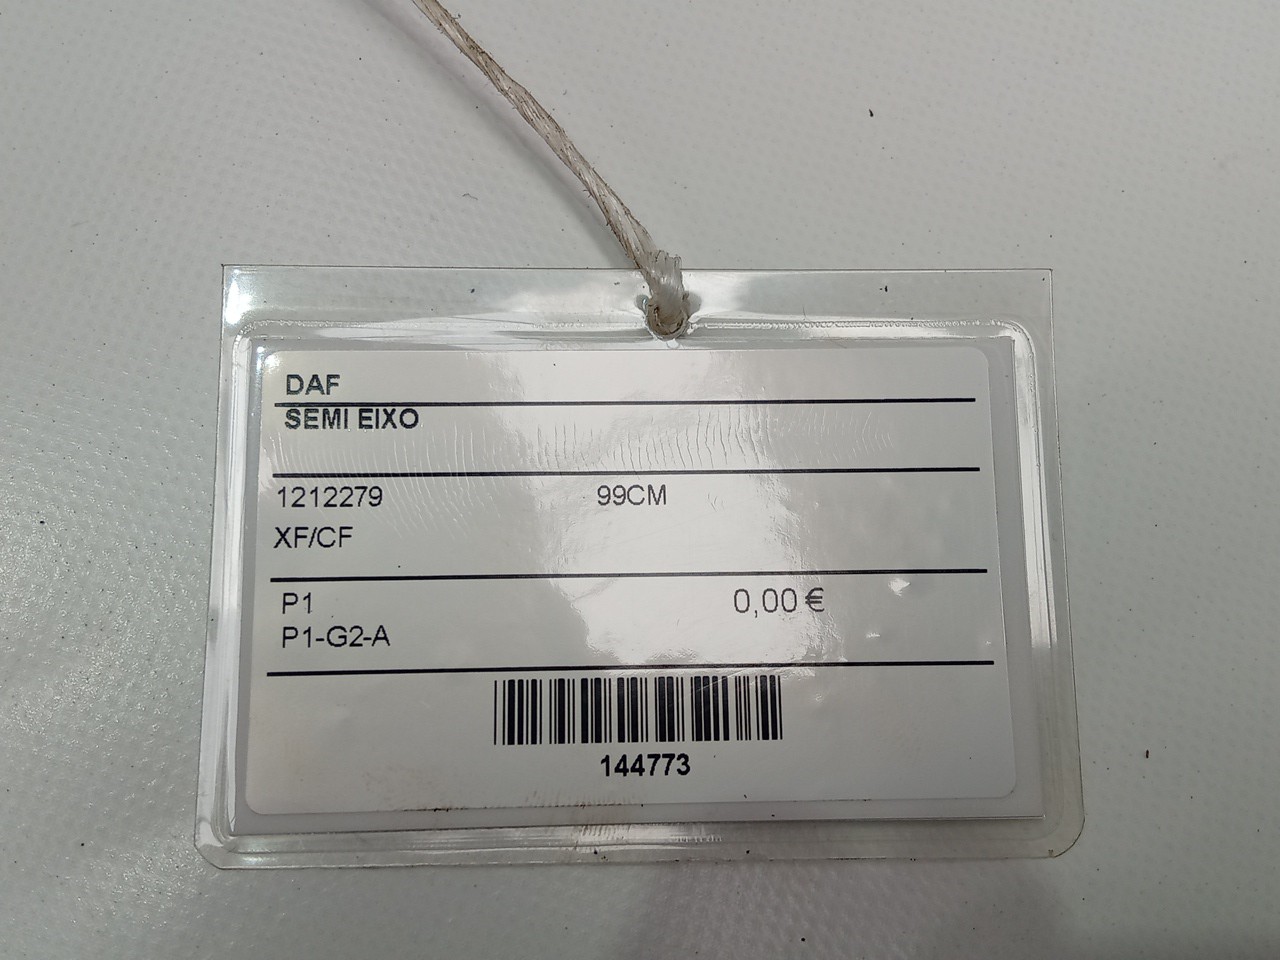 DAF
SEMI EIXO
1212279 99CM
XF/CF
P1 0,00 €
P1-G2-A
144773